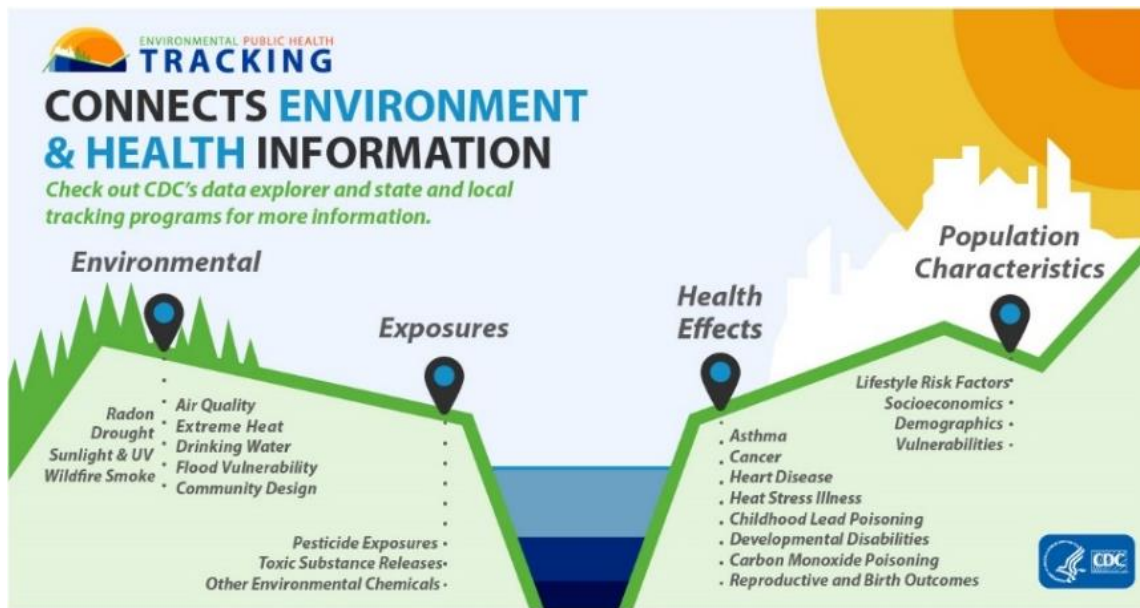 ENVIRONMENTAL PUBLIC HEALTH
TRACKING
CONNECTS ENVIRONMENT
& HEALTH INFORMATION
Check out CDC's data explorer and state and local
tracking programs for more information.
Environmental
Radon
Drought
Sunlight & UV
Wildfire Smoke
Air Quality
Extreme Heat
Drinking Water
Flood Vulnerability
Community Design
Exposures
Pesticide Exposures
Toxic Substance Releases
Other Environmental Chemicals
Health
Effects
Asthma
Cancer
Heart Disease
Heat Stress Illness
Childhood Lead Poisoning
Developmental Disabilities
Carbon Monoxide Poisoning
Reproductive and Birth Outcomes
Population
Characteristics
Lifestyle Risk Factors
Socioeconomics
Demographics
Vulnerabilities
CDC